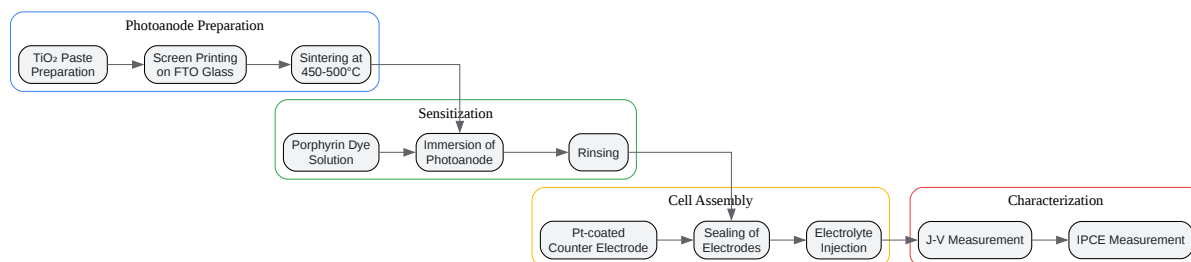 Photoanode Preparation
TiO₂ Paste
Preparation
Screen Printing
on FTO Glass
Sintering at
450-500°C
Sensitization
Porphyrin Dye
Solution
Immersion of
Photoanode
Rinsing
Cell Assembly
Pt-coated
Counter Electrode
Sealing of
Electrodes
Electrolyte
Injection
Characterization
J-V Measurement
IPCE Measurement